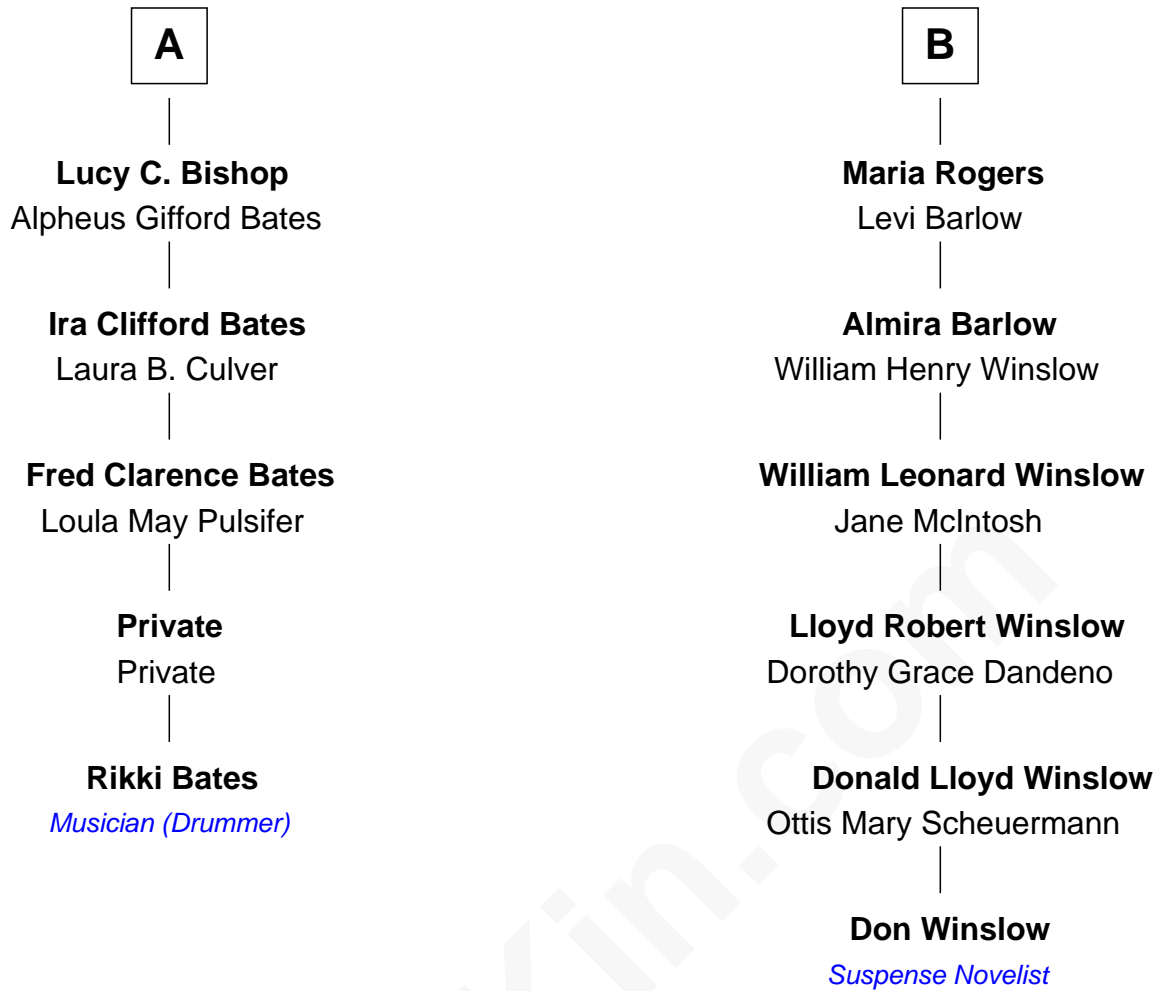 A
Lucy C. Bishop
Alpheus Gifford Bates
Ira Clifford Bates
Laura B. Culver
Fred Clarence Bates
Loula May Pulsifer
Private
Private
Rikki Bates
Musician (Drummer)
B
Maria Rogers
Levi Barlow
Almira Barlow
William Henry Winslow
William Leonard Winslow
Jane McIntosh
Lloyd Robert Winslow
Dorothy Grace Dandeno
Donald Lloyd Winslow
Ottis Mary Scheuermann
Don Winslow
Suspense Novelist